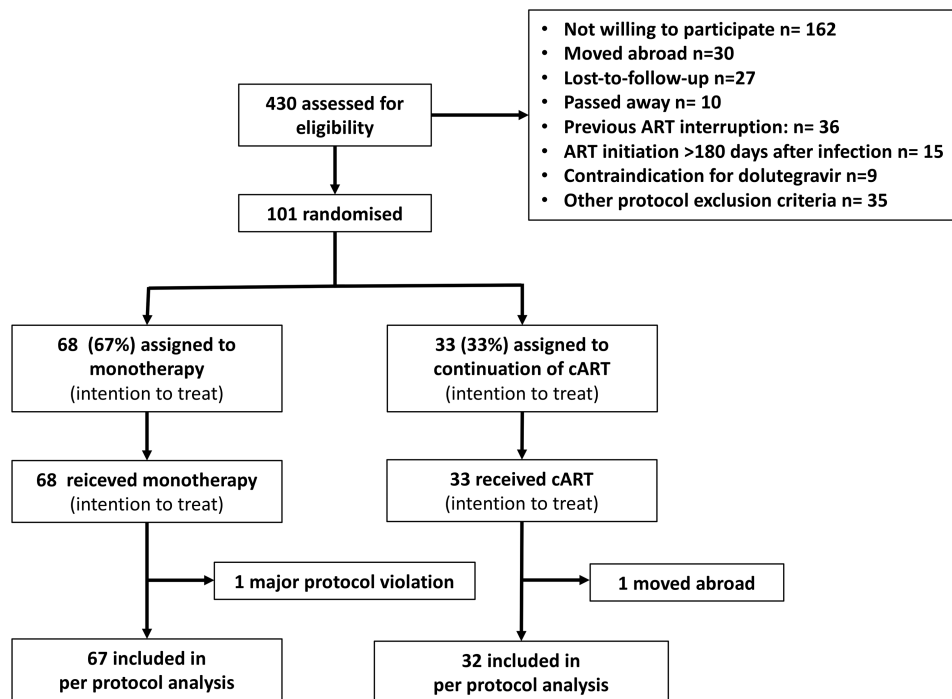 430 assessed for
eligibility
• Not willing to participate n= 162
• Moved abroad n=30
• Lost-to-follow-up n=27
• Passed away n= 10
• Previous ART interruption: n= 36
• ART initiation >180 days after infection n= 15
• Contraindication for dolutegravir n=9
• Other protocol exclusion criteria n= 35
101 randomised
68 (67%) assigned to
monotherapy
(intention to treat)
33 (33%) assigned to
continuation of cART
(intention to treat)
68 reiceved monotherapy
(intention to treat)
33 received cART
(intention to treat)
1 major protocol violation
1 moved abroad
67 included in
per protocol analysis
32 included in
per protocol analysis